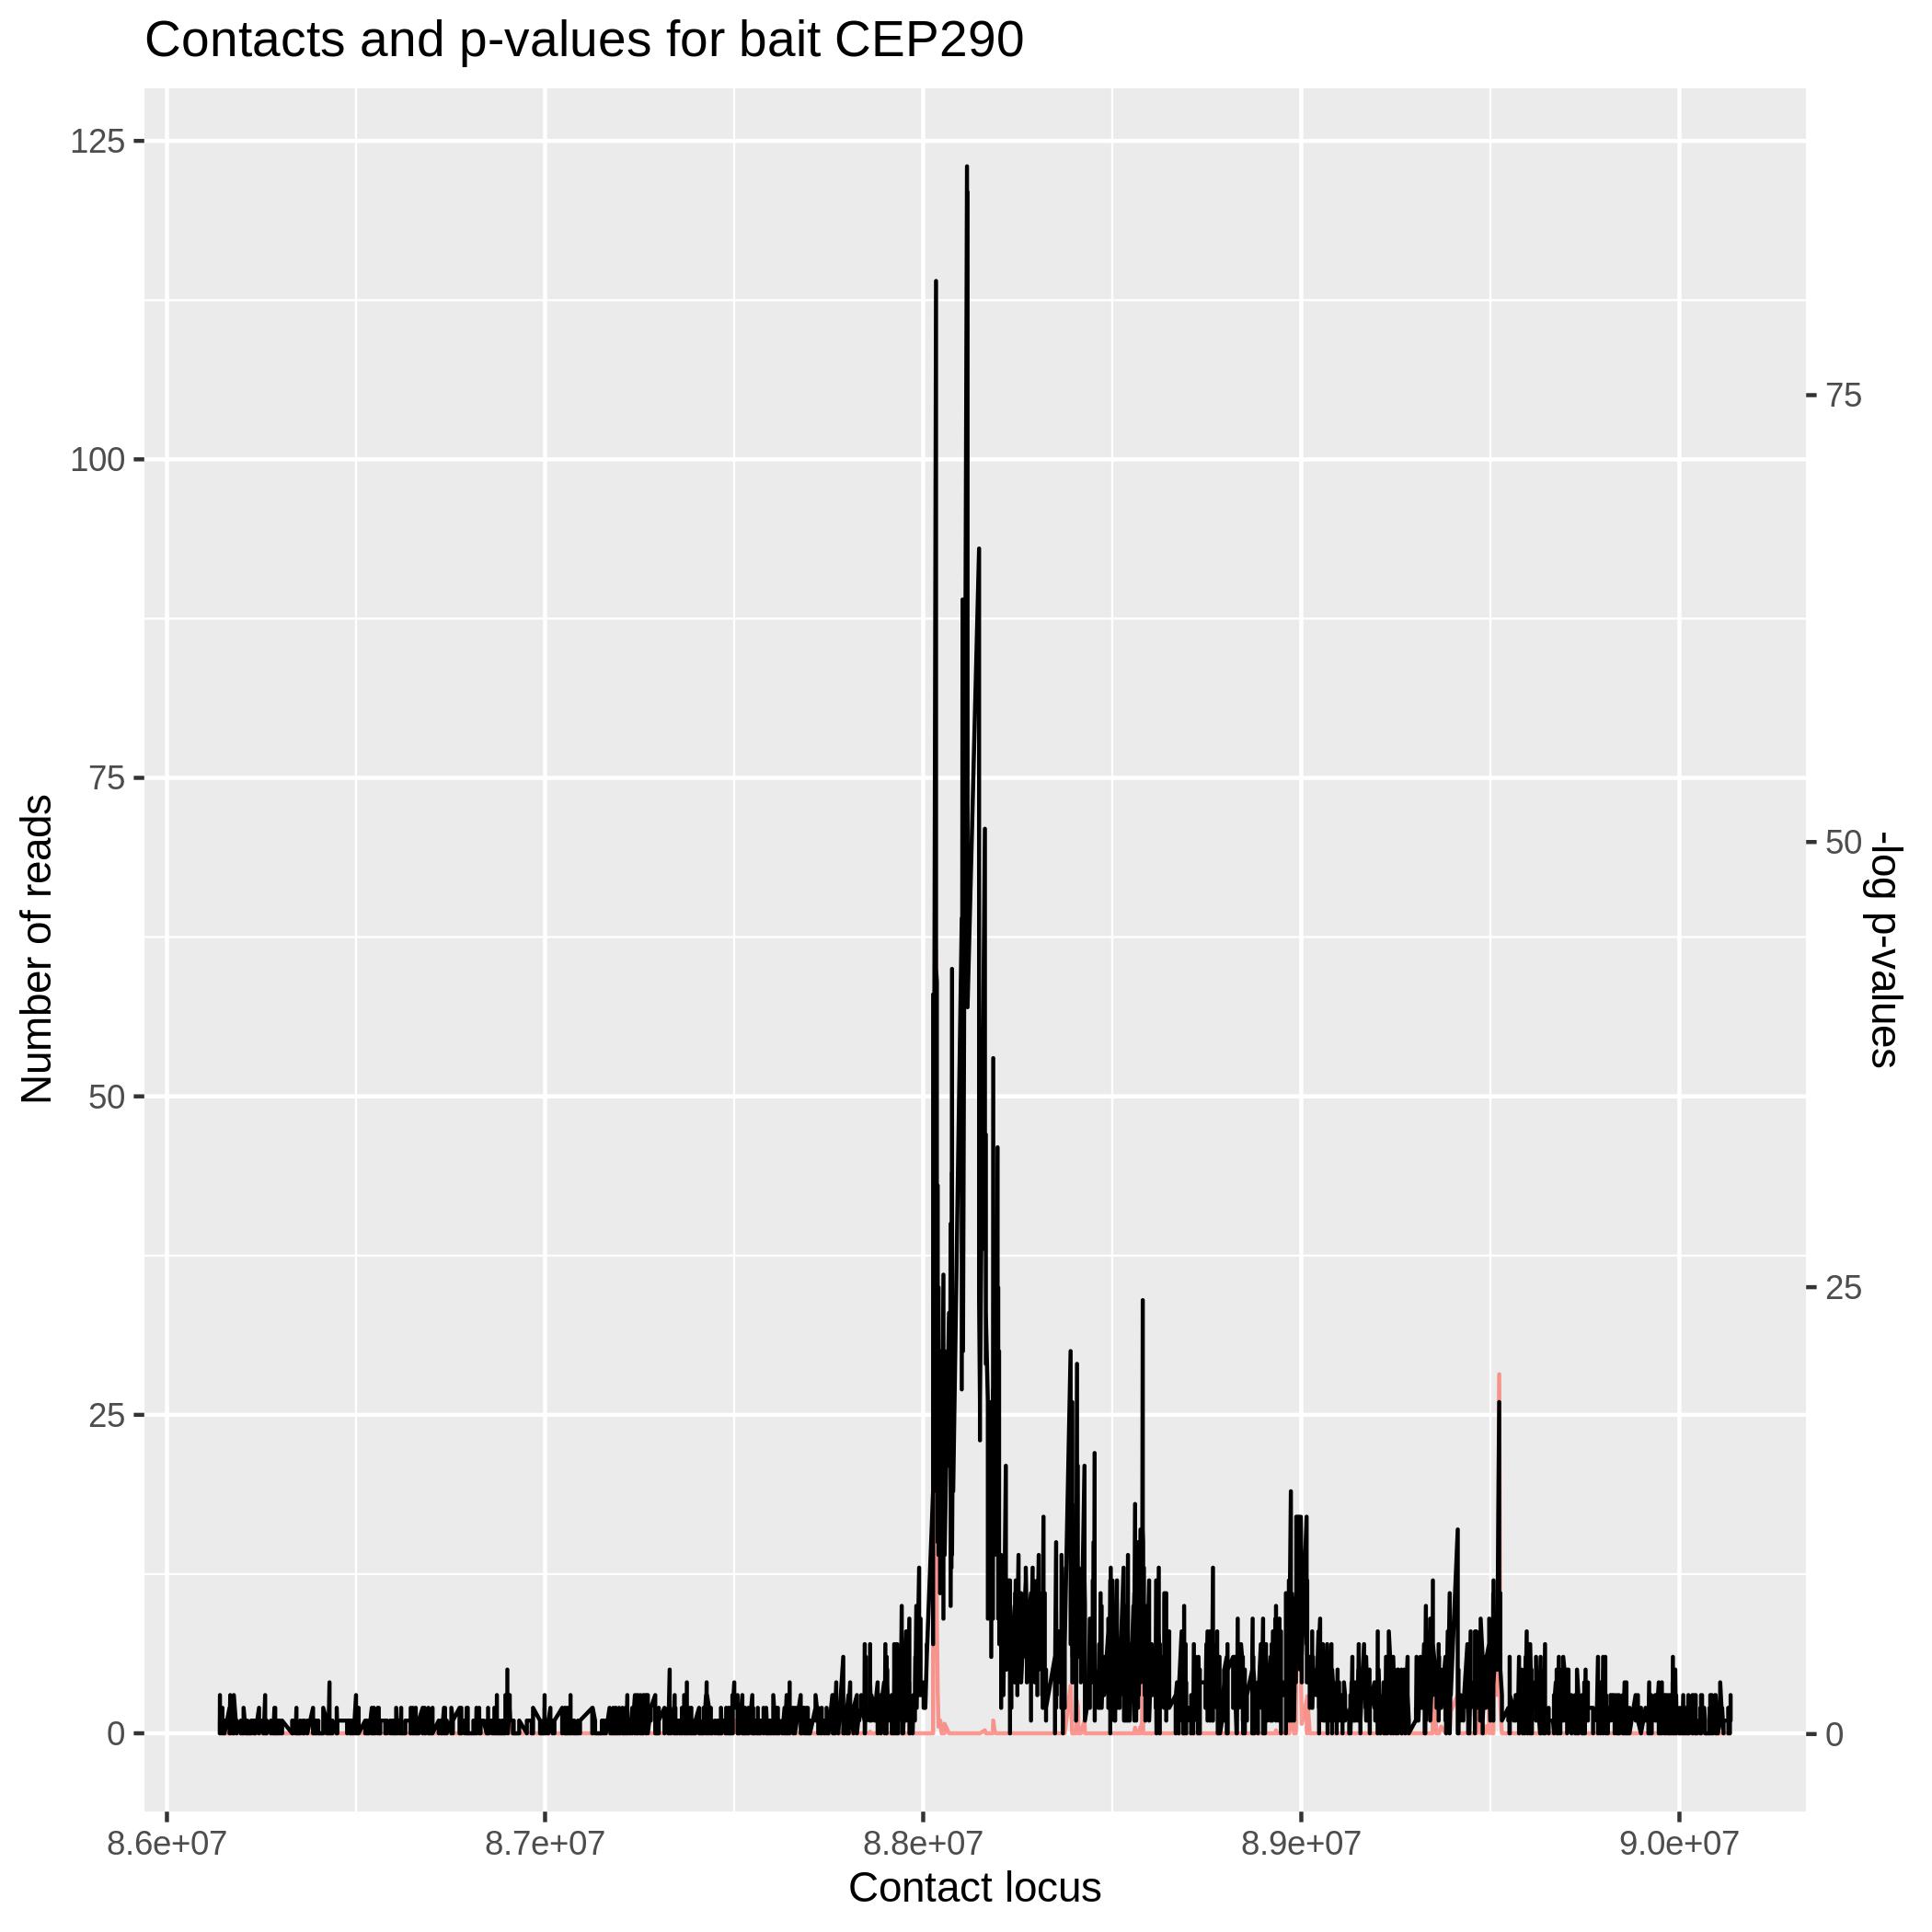 Contacts and p-values for bait CEP290
125
100
75
50
25
0
Number of reads
75
50
25
0
-log p-values
8.6e+07
8.7e+07
8.8e+07
8.9e+07
9.0e+07
Contact locus